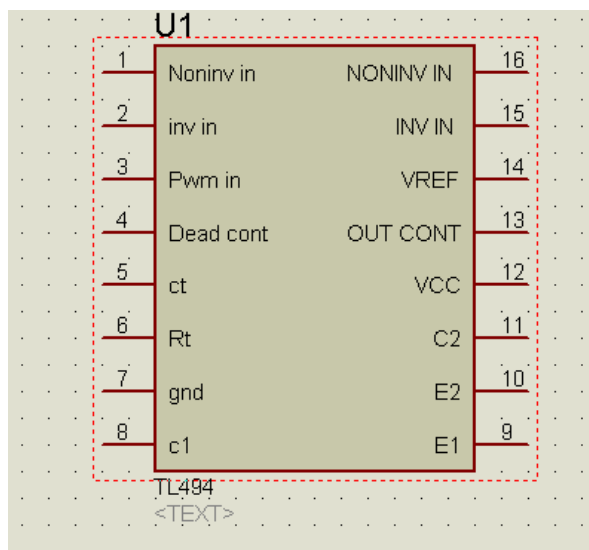 U1
1 Noninv in NONINV IN 16
2 inv in INV IN 15
3 Pwm in VREF 14
4 Dead cont OUT CONT 13
5 ct VCC 12
6 Rt C2 11
7 gnd E2 10
8 c1 E1 9
TL494
<TEXT>